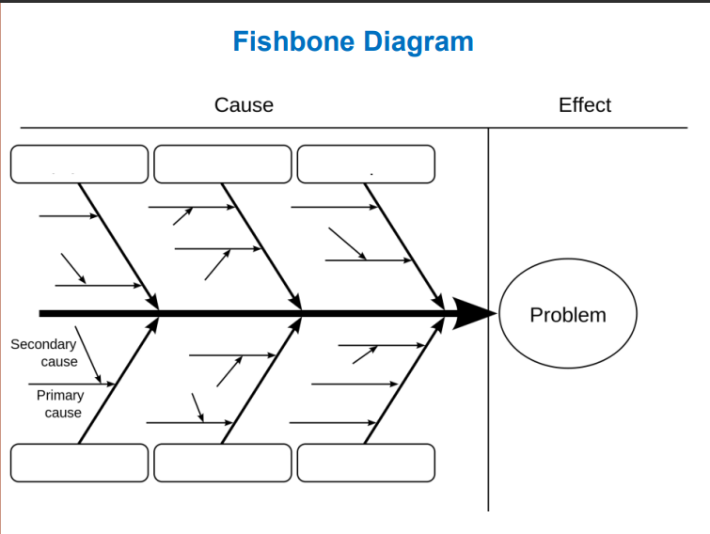 Fishbone Diagram
Cause
Effect
Problem
Secondary
cause
Primary
cause